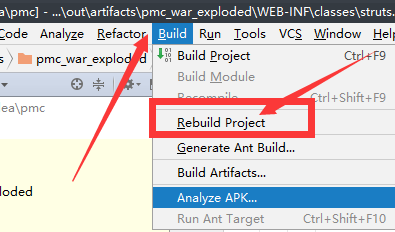 a\pmc] - ...\out\artifacts\pmc_war_exploded\WEB-INF\classes\struts.
Code Analyze Refactor Build Run Tools VCS Window Help
pmc_war_exploded
Build Project Ctrl+F9
Build Module
Recompile Ctrl+Shift+F9
ea\pmc
Rebuild Project
Generate Ant Build...
Build Artifacts...
oded
Analyze APK...
Run Ant Target Ctrl+Shift+F10